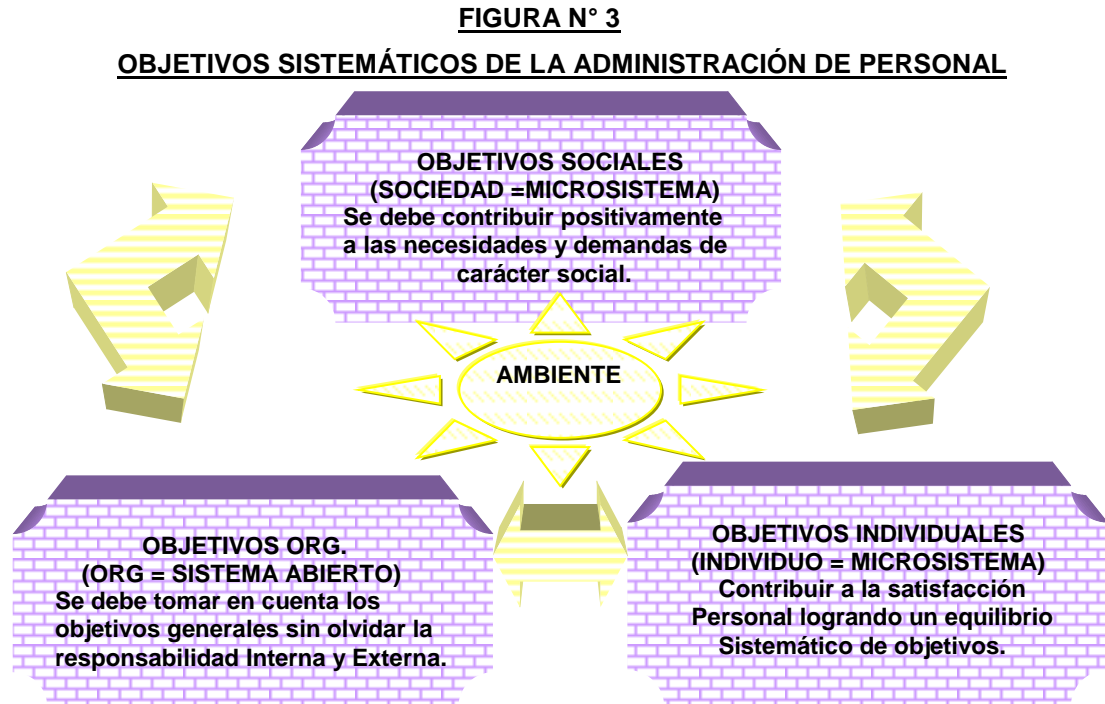 FIGURA N° 3
OBJETIVOS SISTEMÁTICOS DE LA ADMINISTRACIÓN DE PERSONAL
OBJETIVOS SOCIALES
(SOCIEDAD =MICROSISTEMA)
Se debe contribuir positivamente
a las necesidades y demandas de
carácter social.
AMBIENTE
OBJETIVOS ORG.
(ORG = SISTEMA ABIERTO)
Se debe tomar en cuenta los
objetivos generales sin olvidar la
responsabilidad Interna y Externa.
OBJETIVOS INDIVIDUALES
(INDIVIDUO = MICROSISTEMA)
Contribuir a la satisfacción
Personal logrando un equilibrio
Sistemático de objetivos.